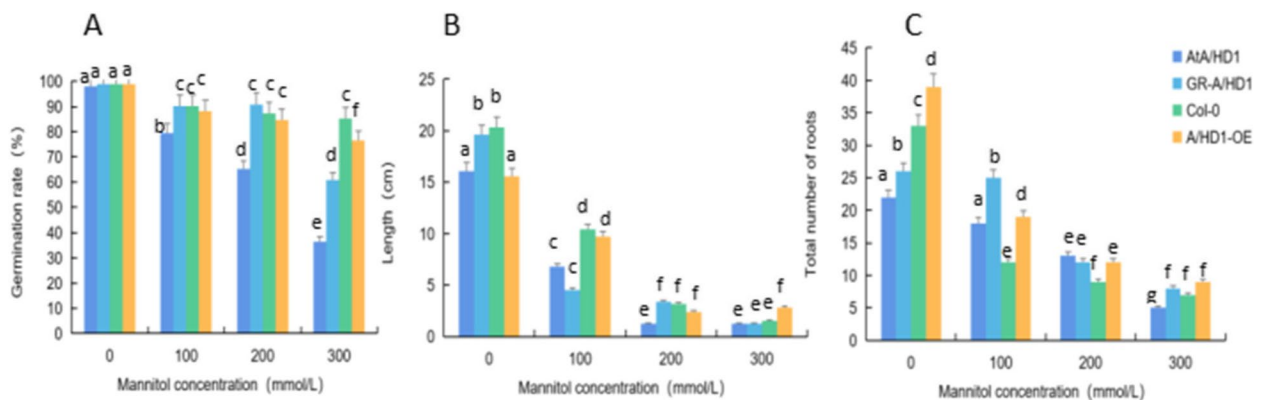 A
Germination rate (%)
100
90
80
70
60
50
40
30
20
10
0
a a a a
b c c c
d c c c
e d c f
0 100 200 300
Mannitol concentration (mmol/L)
B
Length (cm)
25
20
15
10
5
0
a b b a
c c d d
e f f f
e e e f
0 100 200 300
Mannitol concentration (mmol/L)
C
Total number of roots
45
40
35
30
25
20
15
10
5
0
a b c d
a b e d
e e f e
g f f f
0 100 200 300
Mannitol concentration (mmol/L)
AtA/HD1
GR-A/HD1
Col-0
A/HD1-OE